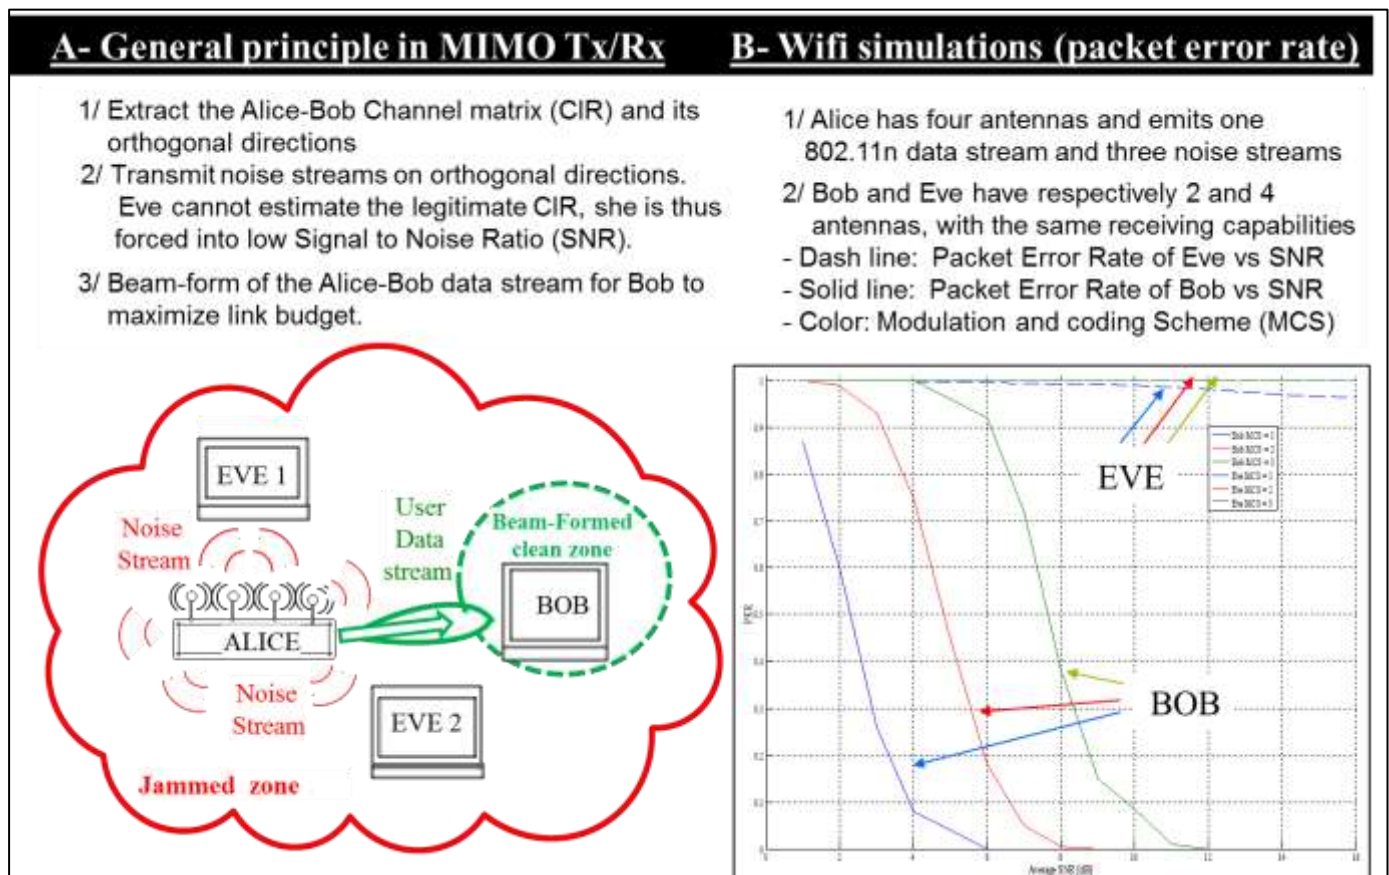 A- General principle in MIMO Tx/Rx
1/ Extract the Alice-Bob Channel matrix (CIR) and its
orthogonal directions
2/ Transmit noise streams on orthogonal directions.
Eve cannot estimate the legitimate CIR, she is thus
forced into low Signal to Noise Ratio (SNR).
3/ Beam-form of the Alice-Bob data stream for Bob to
maximize link budget.
EVE 1
Noise
Stream
User
Data
stream
Beam-Formed
clean zone
BOB
ALICE
Noise
Stream
EVE 2
Jammed zone
B- Wifi simulations (packet error rate)
1/ Alice has four antennas and emits one
802.11n data stream and three noise streams
2/ Bob and Eve have respectively 2 and 4
antennas, with the same receiving capabilities
- Dash line: Packet Error Rate of Eve vs SNR
- Solid line: Packet Error Rate of Bob vs SNR
- Color: Modulation and coding Scheme (MCS)
EVE
BOB
PER
Average SNR (dB)